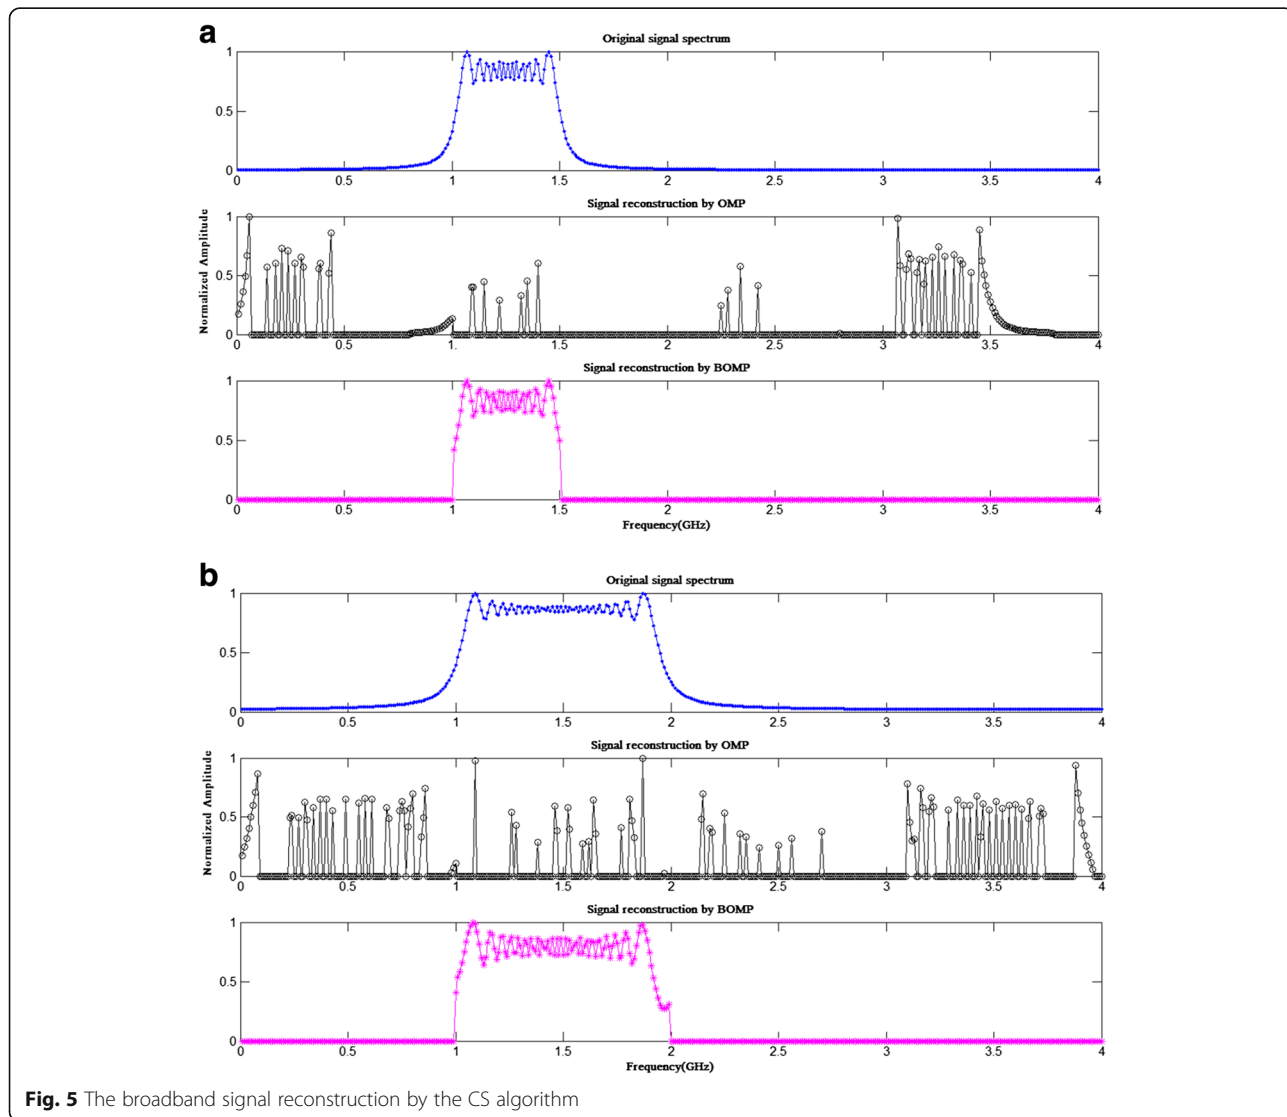 a
Original signal spectrum
1
0.5
0
0 0.5 1 1.5 2 2.5 3 3.5 4
Signal reconstruction by OMP
Normalized Amplitude
1
0.5
0
0 0.5 1 1.5 2 2.5 3 3.5 4
Signal reconstruction by BOMP
1
0.5
0
0 0.5 1 1.5 2 2.5 3 3.5 4
Frequency(GHz)
b
Original signal spectrum
1
0.5
0
0 0.5 1 1.5 2 2.5 3 3.5 4
Signal reconstruction by OMP
Normalized Amplitude
1
0.5
0
0 0.5 1 1.5 2 2.5 3 3.5 4
Signal reconstruction by BOMP
1
0.5
0
0 0.5 1 1.5 2 2.5 3 3.5 4
Frequency(GHz)
Fig. 5 The broadband signal reconstruction by the CS algorithm